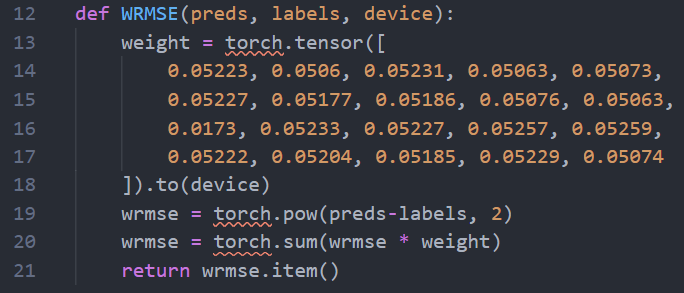 12 def WRMSE(preds, labels, device):
13 weight = torch.tensor([
14 0.05223, 0.0506, 0.05231, 0.05063, 0.05073,
15 0.05227, 0.05177, 0.05186, 0.05076, 0.05063,
16 0.0173, 0.05233, 0.05227, 0.05257, 0.05259,
17 0.05222, 0.05204, 0.05185, 0.05229, 0.05074
18 ]).to(device)
19 wrmse = torch.pow(preds-labels, 2)
20 wrmse = torch.sum(wrmse * weight)
21 return wrmse.item()